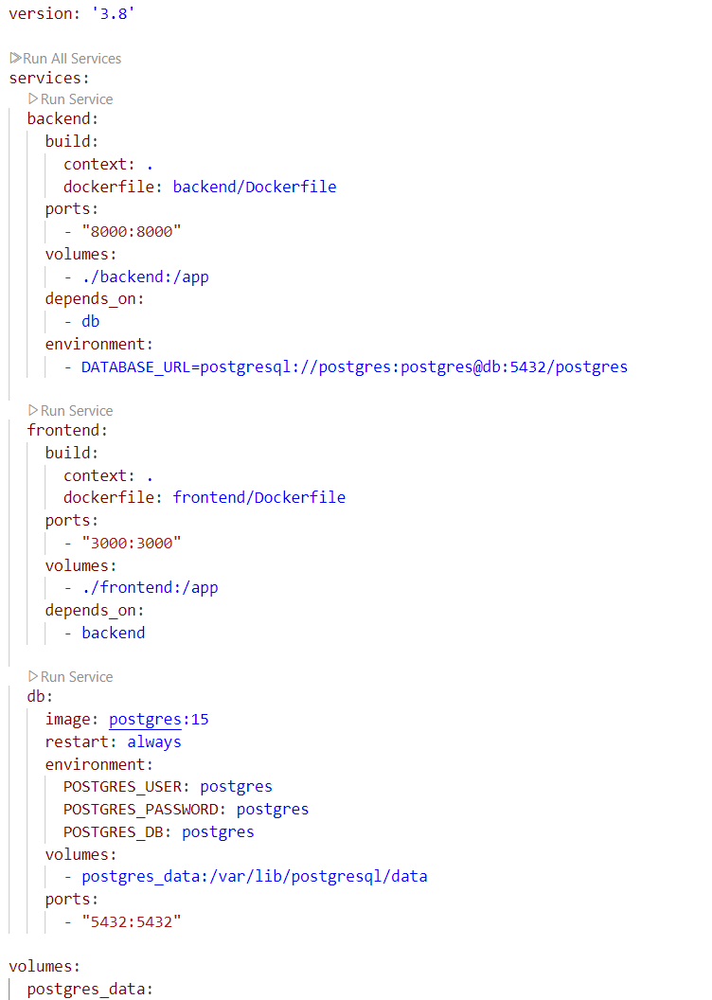 version: '3.8'
Run All Services
services:
Run Service
backend:
build:
context: .
dockerfile: backend/Dockerfile
ports:
- "8000:8000"
volumes:
- ./backend:/app
depends_on:
- db
environment:
- DATABASE_URL=postgresql://postgres:postgres@db:5432/postgres
Run Service
frontend:
build:
context: .
dockerfile: frontend/Dockerfile
ports:
- "3000:3000"
volumes:
- ./frontend:/app
depends_on:
- backend
Run Service
db:
image: postgres:15
restart: always
environment:
POSTGRES_USER: postgres
POSTGRES_PASSWORD: postgres
POSTGRES_DB: postgres
volumes:
- postgres_data:/var/lib/postgresql/data
ports:
- "5432:5432"
volumes:
postgres_data: